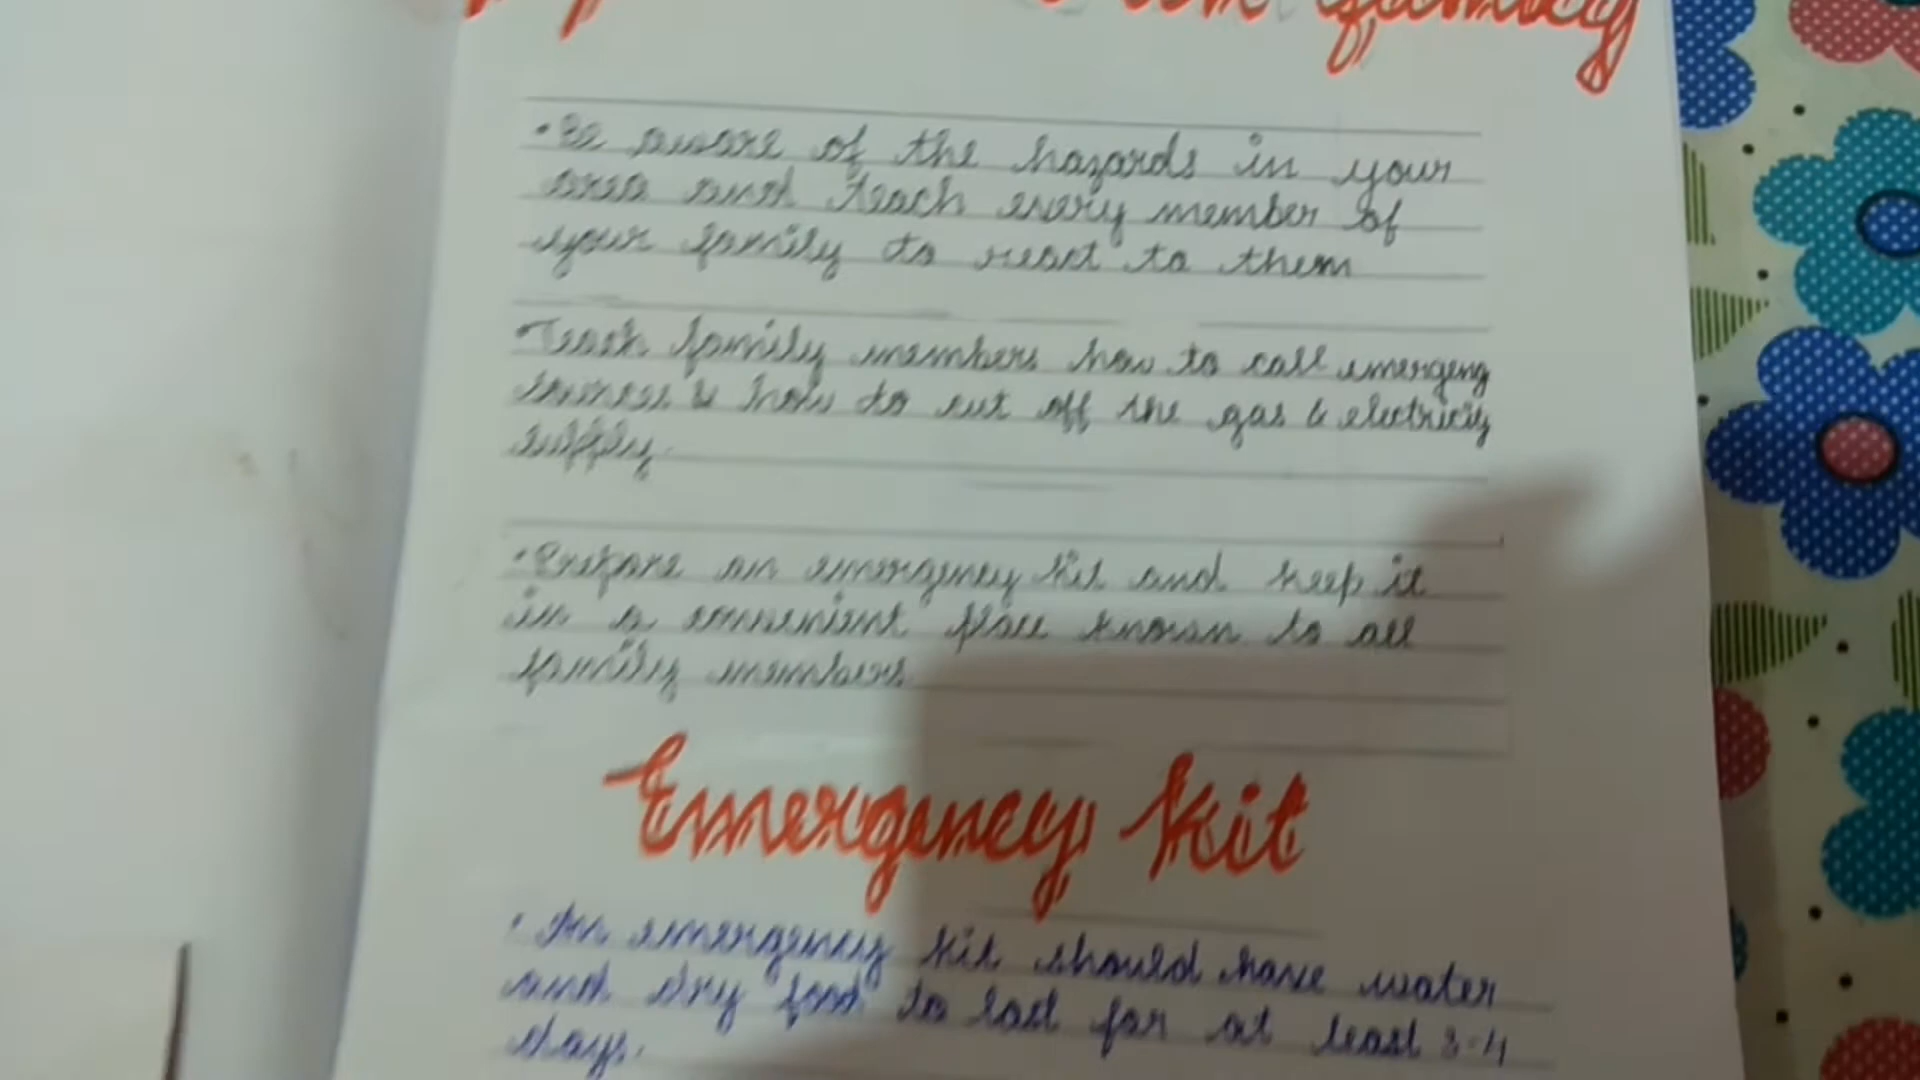 family
• Be aware of the hazards in your
area and teach every member of
your family to react to them
• Teach family members how to call emergeng
services & how to cut off the gas & electricity
supply.
• Prepare an emergency kit and keep it
in a convenient place known to all
family members.
Emergency Kit
• An emergency kit should have water
and dry food to last for at least 3-4
days.